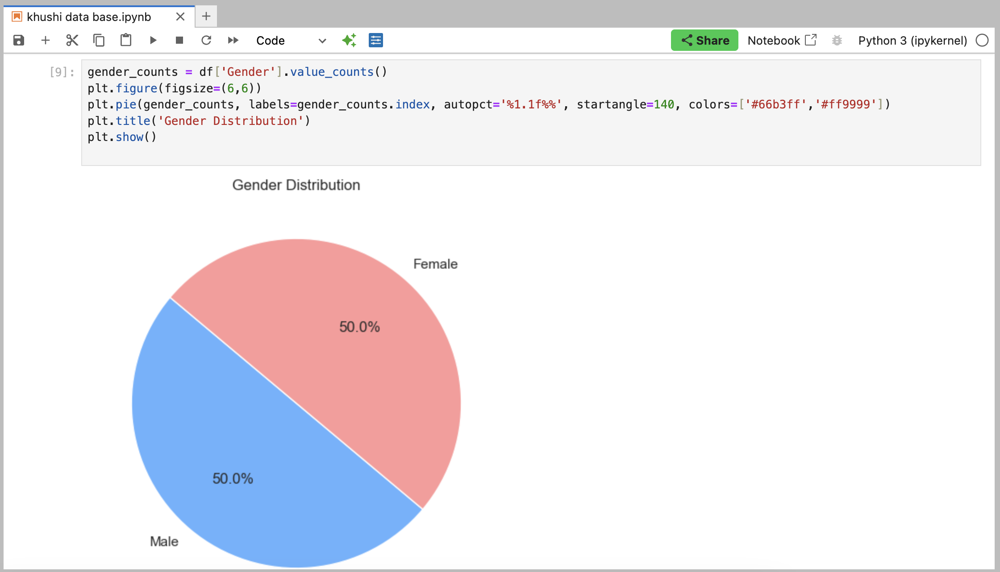 khushi data base.ipynb
Code
Share
Notebook
Python 3 (ipykernel)
[9]:
gender_counts = df['Gender'].value_counts()
plt.figure(figsize=(6,6))
plt.pie(gender_counts, labels=gender_counts.index, autopct='%1.1f%%', startangle=140, colors=['#66b3ff','#ff9999'])
plt.title('Gender Distribution')
plt.show()
Gender Distribution
Female
50.0%
50.0%
Male